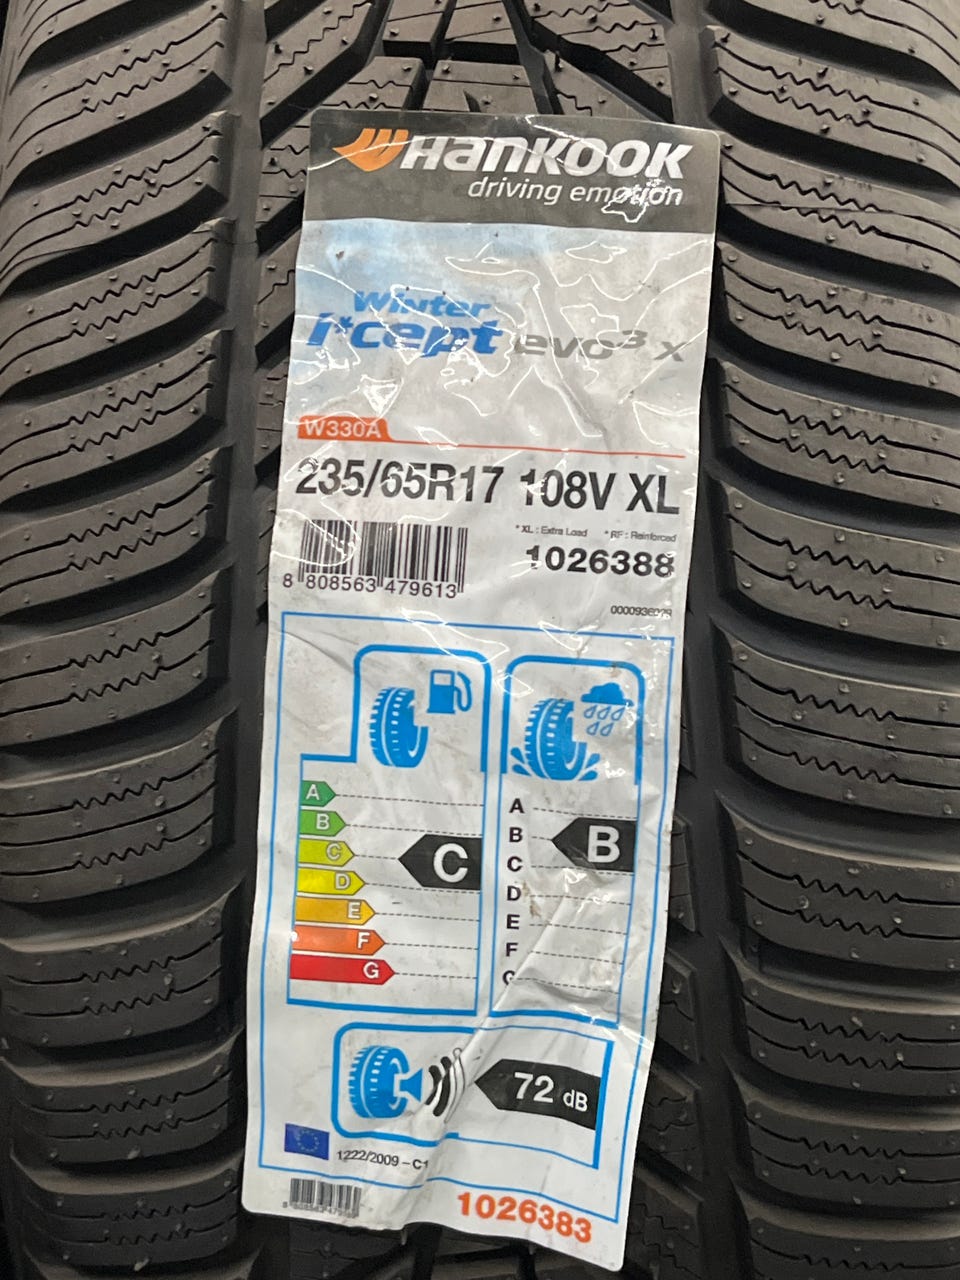 HANKOOK
driving emotion
Winter
i*cept evo³ x
W330A
235/65R17 108V XL
*XL : Extra Load *RF : Reinforced
1026388
8 808563 479613
A
B
C
D
E
F
G
C
A
B
C
D
E
F
G
B
72 dB
1222/2009 - C1
1026383